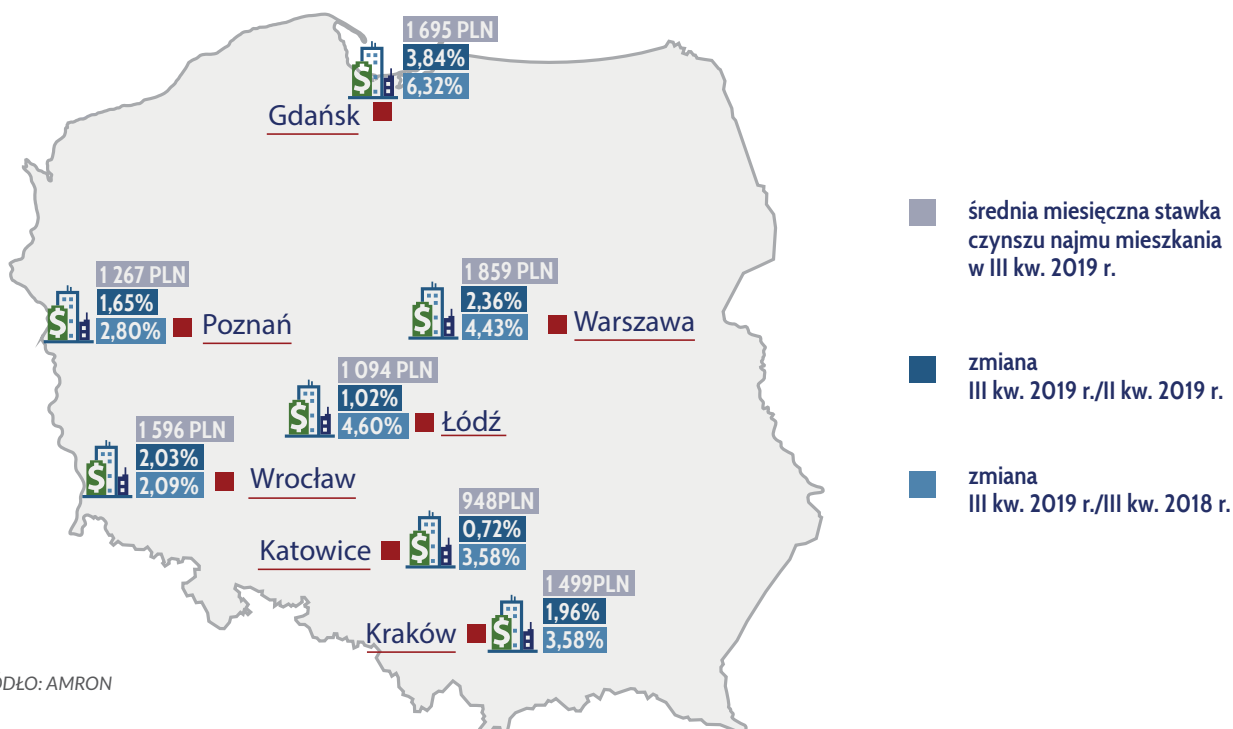 1 695 PLN
3,84%
6,32%
Gdańsk
1 267 PLN
1,65%
2,80%
Poznań
1 859 PLN
2,36%
4,43%
Warszawa
1 094 PLN
1,02%
4,60%
Łódź
1 596 PLN
2,03%
2,09%
Wrocław
948PLN
0,72%
3,58%
Katowice
1 499PLN
1,96%
3,58%
Kraków
średnia miesięczna stawka
czynszu najmu mieszkania
w III kw. 2019 r.
zmiana
III kw. 2019 r./II kw. 2019 r.
zmiana
III kw. 2019 r./III kw. 2018 r.
ODŁO: AMRON